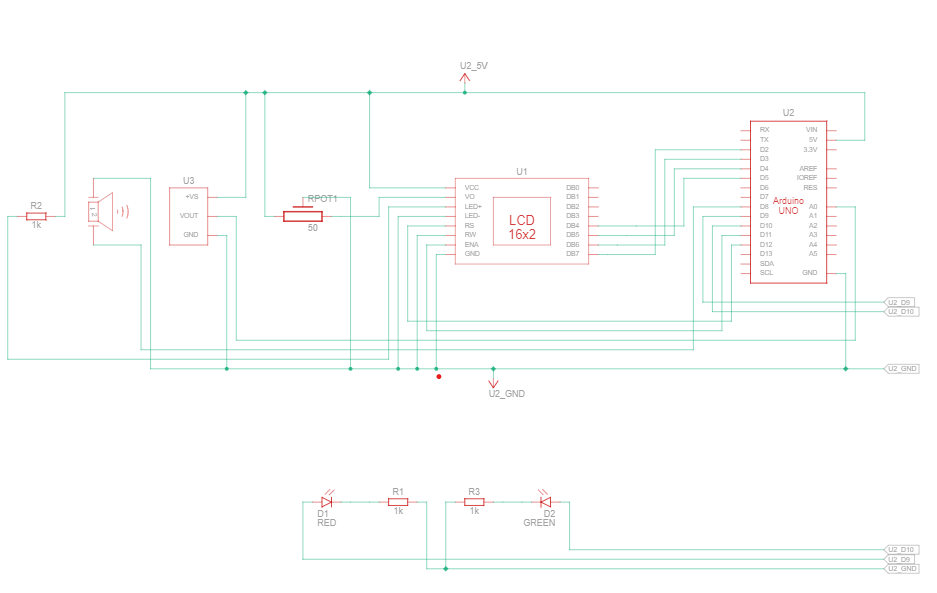 U2_5V
U2
RX
TX
D2
D3
D4
D5
D6
D7
D8
D9
D10
D11
D12
D13
SDA
SCL
VIN
5V
3.3V
AREF
IOREF
RES
A0
A1
A2
A3
A4
A5
GND
Arduino
UNO
U1
VCC
VO
LED+
LED-
RS
RW
ENA
GND
DB0
DB1
DB2
DB3
DB4
DB5
DB6
DB7
LCD
16x2
U3
+VS
VOUT
GND
RPOT1
50
R2
1k
1
2
U2_D9
U2_D10
U2_GND
U2_GND
D1
RED
R1
1k
R3
1k
D2
GREEN
U2_D10
U2_D9
U2_GND